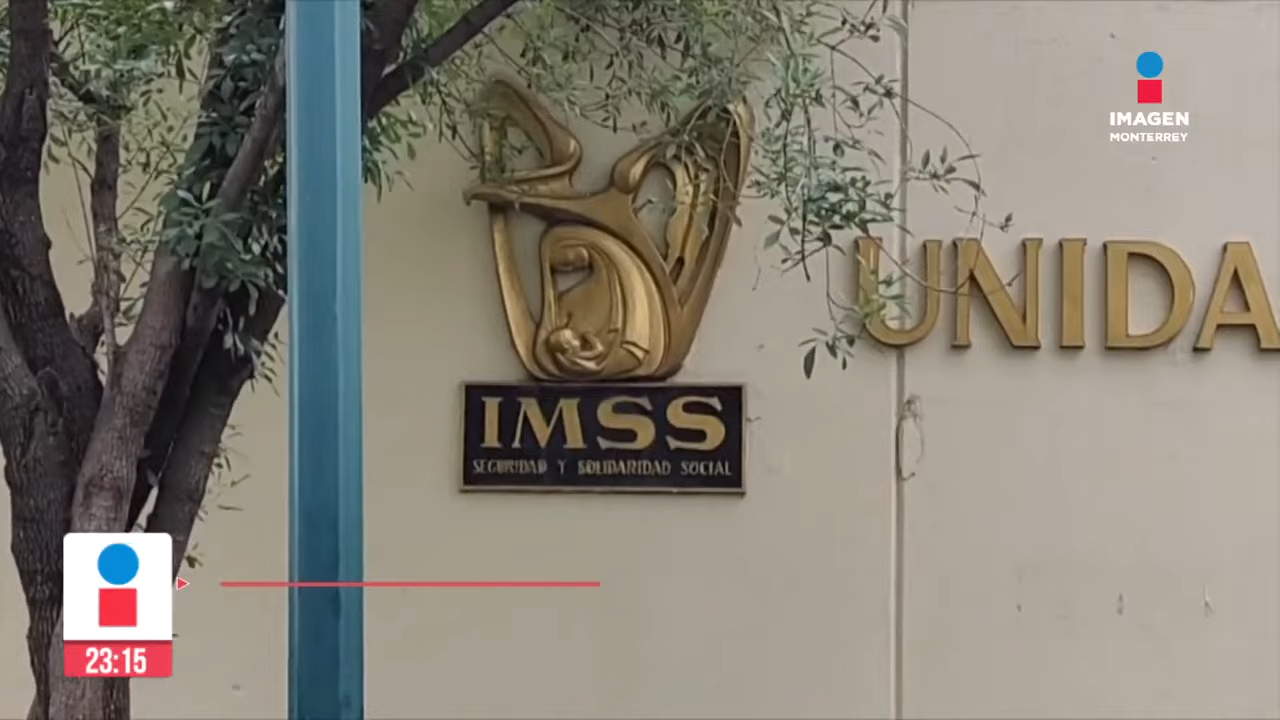 IMAGEN
MONTERREY
UNIDA
IMSS
SEGURIDAD Y SOLIDARIDAD SOCIAL
23:15